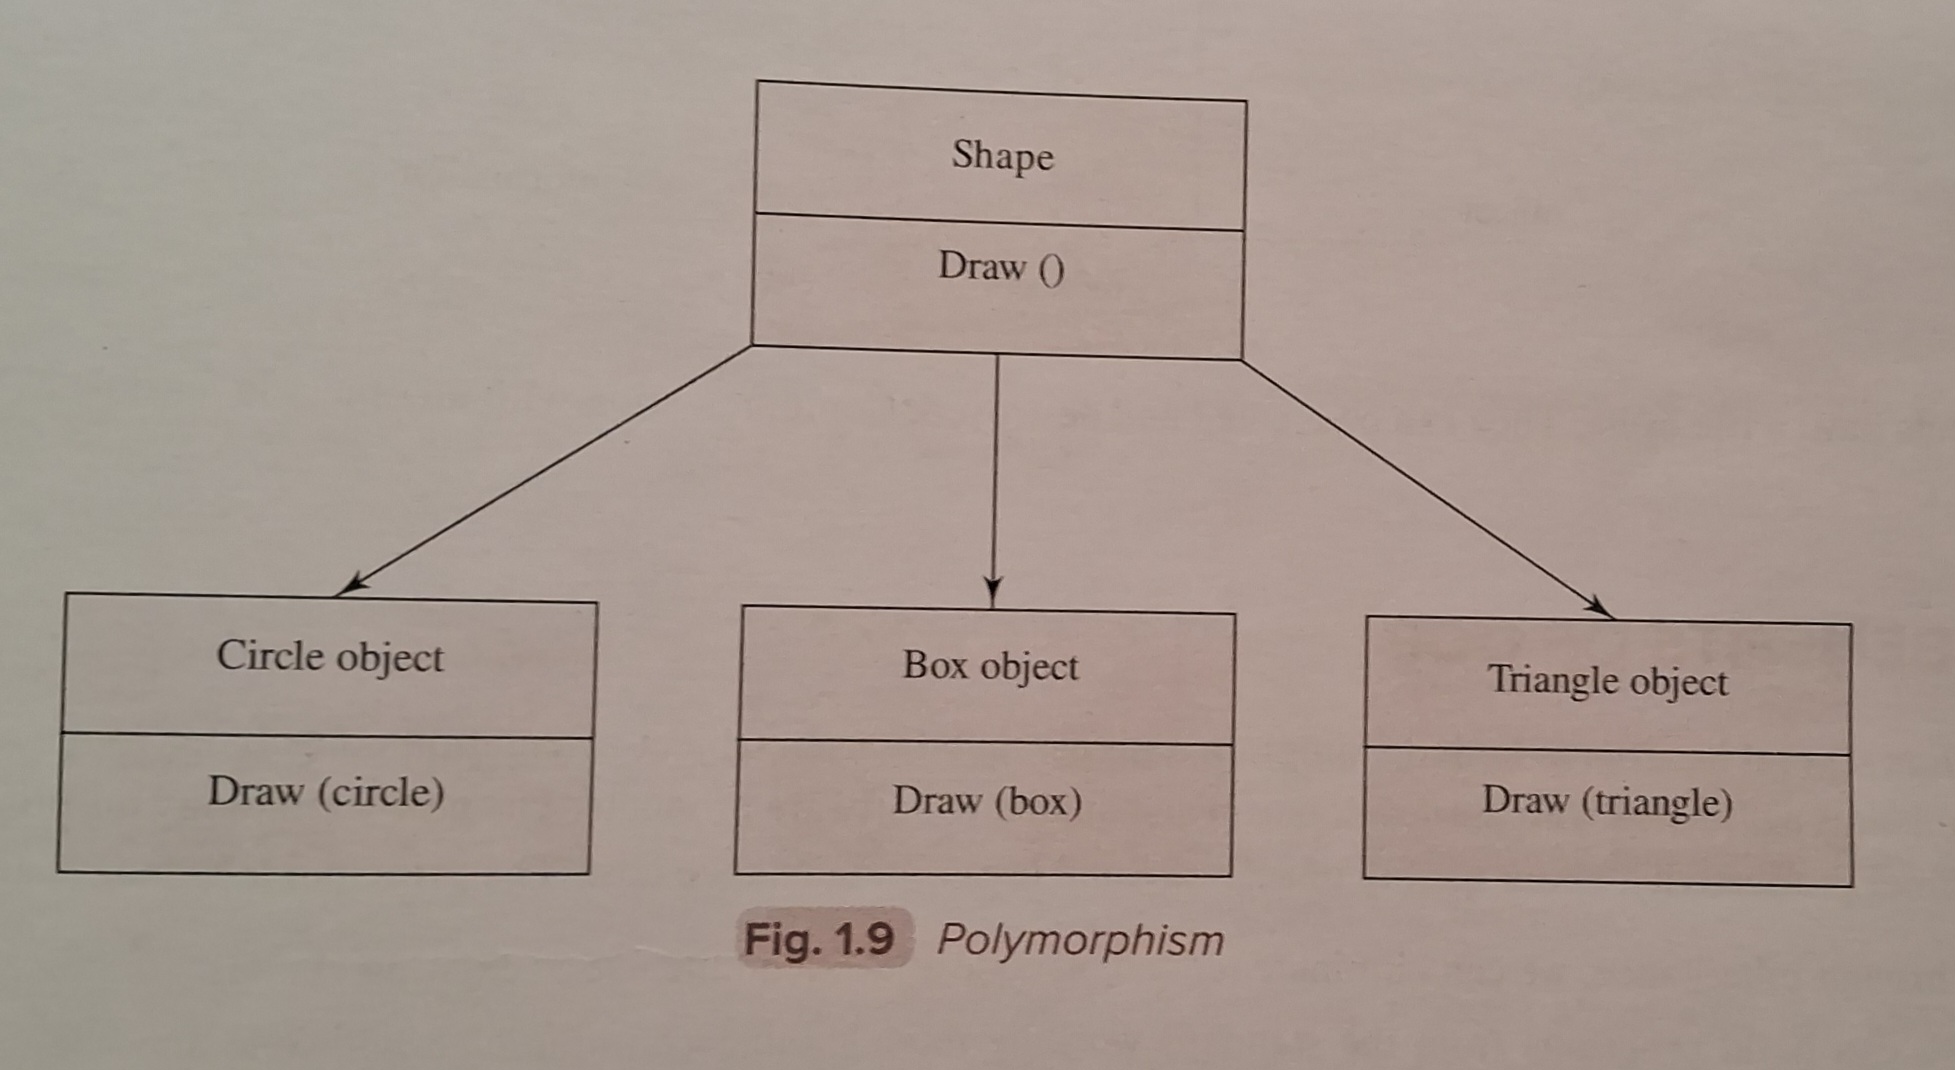 Shape
Draw ()
Circle object
Draw (circle)
Box object
Draw (box)
Triangle object
Draw (triangle)
Fig. 1.9 Polymorphism